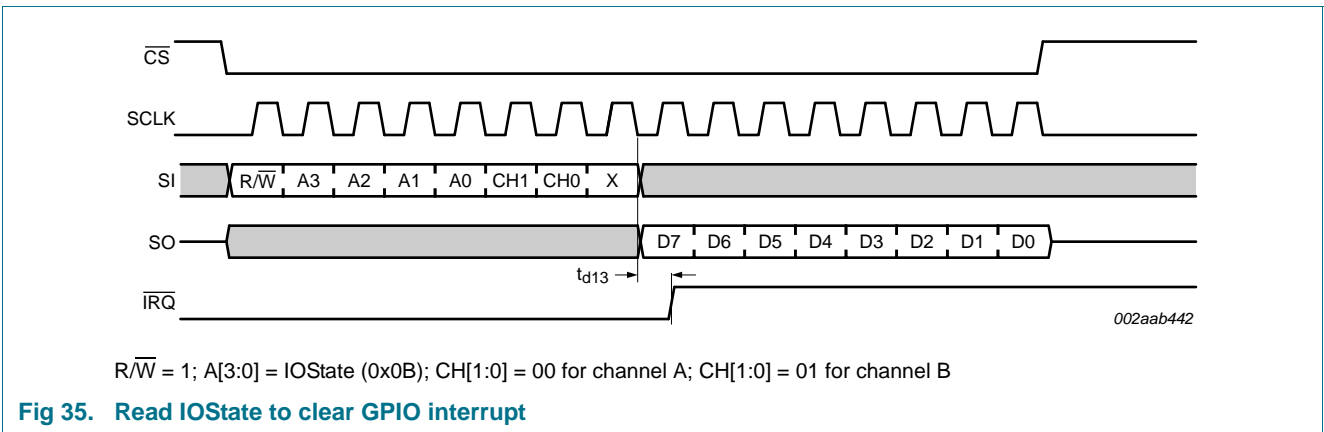 CS
SCLK
SI R/W A3 A2 A1 A0 CH1 CH0 X
SO D7 D6 D5 D4 D3 D2 D1 D0
td13
IRQ
002aab442
R/W = 1; A[3:0] = IOState (0x0B); CH[1:0] = 00 for channel A; CH[1:0] = 01 for channel B
Fig 35. Read IOState to clear GPIO interrupt